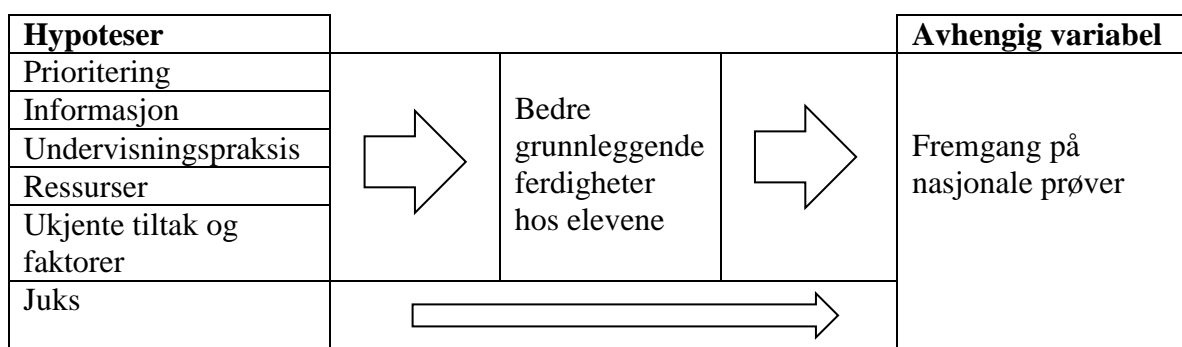 Hypoteser
Avhengig variabel
Prioritering
Informasjon
Undervisningspraksis
Ressurser
Ukjente tiltak og
faktorer
Juks
Bedre
grunnleggende
ferdigheter
hos elevene
Fremgang på
nasjonale prøver